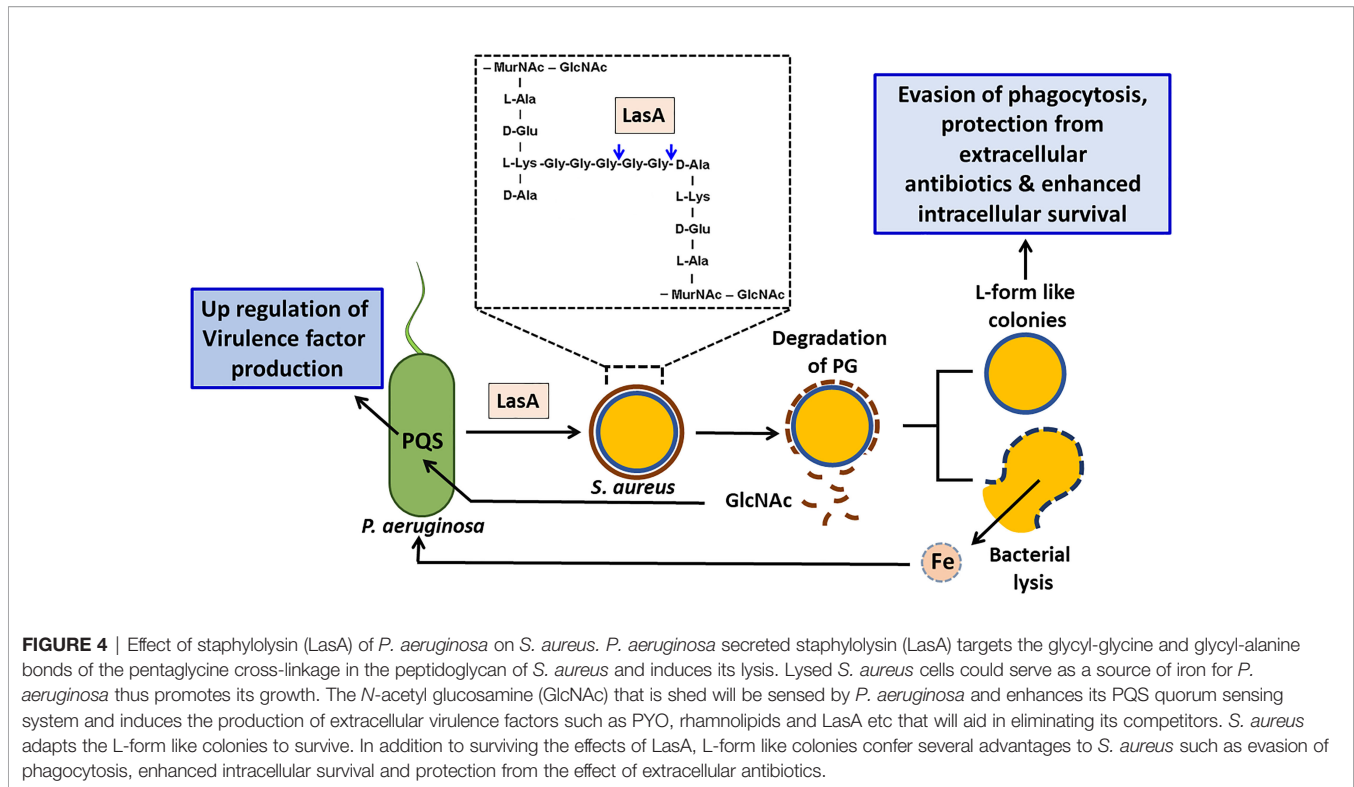 – MurNAc – GlcNAc
L-Ala
D-Glu
L-Lys -Gly-Gly-Gly-Gly-Gly- D-Ala
D-Ala
LasA
L-Lys
D-Glu
L-Ala
– MurNAc – GlcNAc
Evasion of phagocytosis,
protection from
extracellular
antibiotics & enhanced
intracellular survival
Up regulation of
Virulence factor
production
PQS
P. aeruginosa
LasA
S. aureus
Degradation
of PG
GlcNAc
L-form like
colonies
Bacterial
lysis
Fe
FIGURE 4 | Effect of staphylolysin (LasA) of P. aeruginosa on S. aureus. P. aeruginosa secreted staphylolysin (LasA) targets the glycyl-glycine and glycyl-alanine
bonds of the pentaglycine cross-linkage in the peptidoglycan of S. aureus and induces its lysis. Lysed S. aureus cells could serve as a source of iron for P.
aeruginosa thus promotes its growth. The N-acetyl glucosamine (GlcNAc) that is shed will be sensed by P. aeruginosa and enhances its PQS quorum sensing
system and induces the production of extracellular virulence factors such as PYO, rhamnolipids and LasA etc that will aid in eliminating its competitors. S. aureus
adapts the L-form like colonies to survive. In addition to surviving the effects of LasA, L-form like colonies confer several advantages to S. aureus such as evasion of
phagocytosis, enhanced intracellular survival and protection from the effect of extracellular antibiotics.